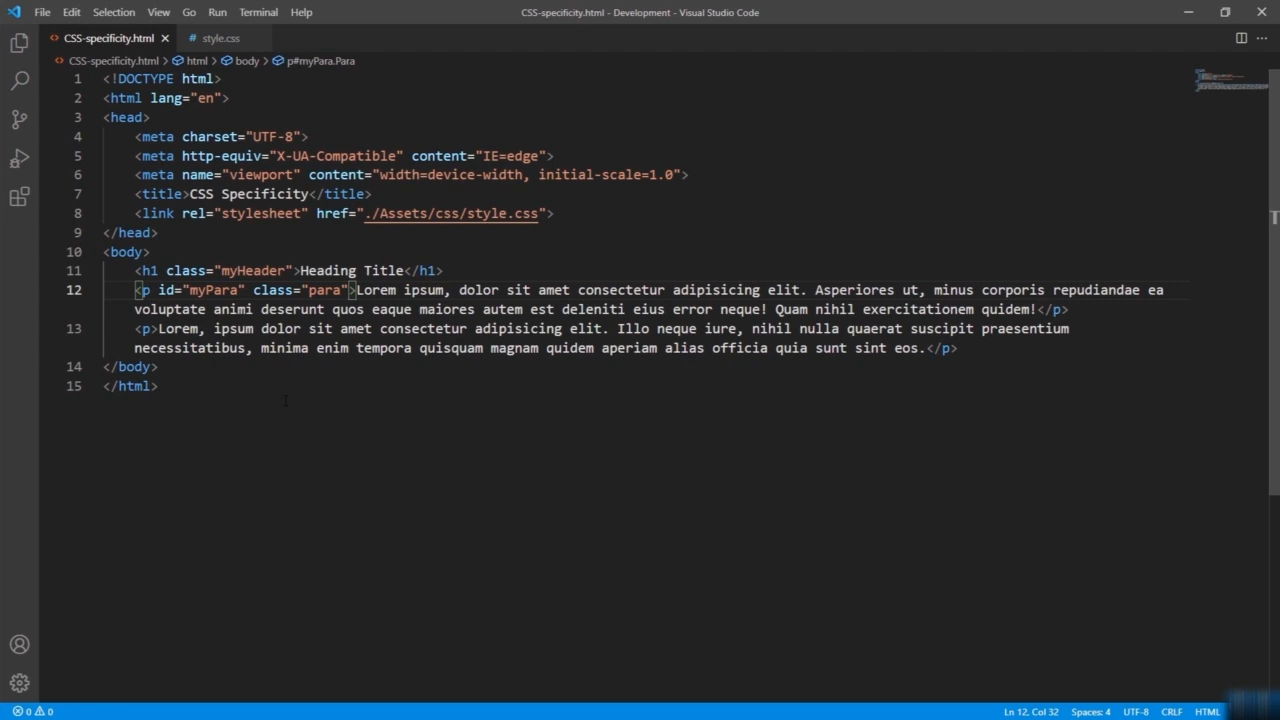 File Edit Selection View Go Run Terminal Help CSS-specificity.html - Development - Visual Studio Code
CSS-specificity.html style.css
CSS-specificity.html > html > body > p#myPara.Para
1 <!DOCTYPE html>
2 <html lang="en">
3 <head>
4 <meta charset="UTF-8">
5 <meta http-equiv="X-UA-Compatible" content="IE=edge">
6 <meta name="viewport" content="width=device-width, initial-scale=1.0">
7 <title>CSS Specificity</title>
8 <link rel="stylesheet" href="./Assets/css/style.css">
9 </head>
10 <body>
11 <h1 class="myHeader">Heading Title</h1>
12 <p id="myPara" class="para">Lorem ipsum, dolor sit amet consectetur adipisicing elit. Asperiores ut, minus corporis repudiandae ea
voluptate animi deserunt quos eaque maiores autem est deleniti eius error neque! Quam nihil exercitationem quidem!</p>
13 <p>Lorem, ipsum dolor sit amet consectetur adipisicing elit. Illo neque iure, nihil nulla quaerat suscipit praesentium
necessitatibus, minima enim tempora quisquam magnam quidem aperiam alias officia quia sunt sint eos.</p>
14 </body>
15 </html>
0 0 Ln 12, Col 32 Spaces: 4 UTF-8 CRLF HTML